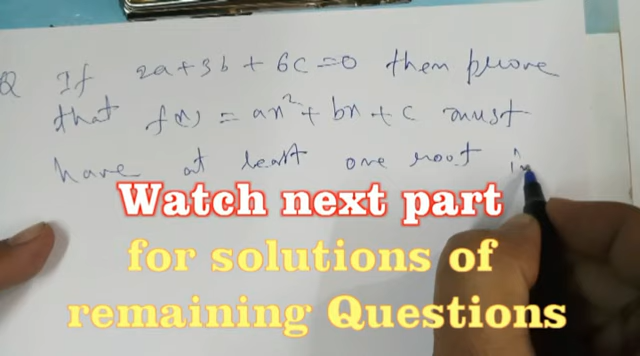 Q If 2a+3b + 6c =0 then prove
that f(x) = ax² + bx + c must
have at least one root in
Watch next part
for solutions of
remaining Questions